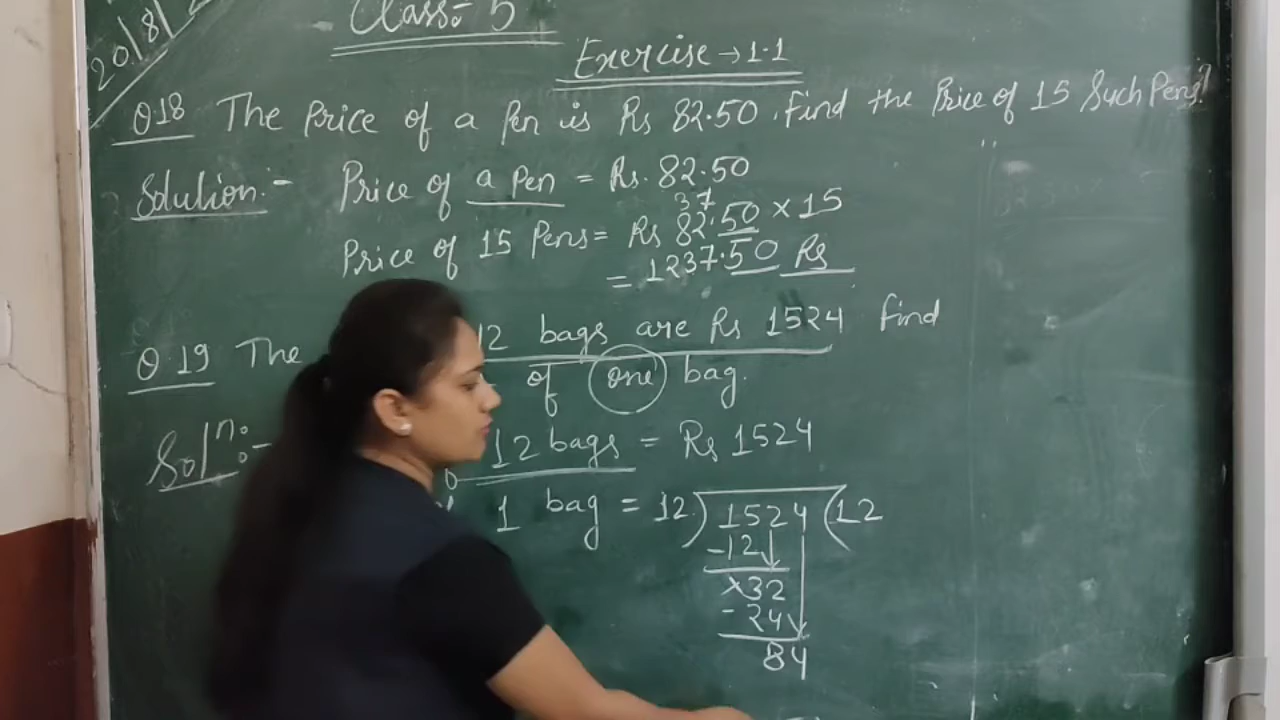 20/8/2
Class:- 5
Exercise → 1.1
Q18 The Price of a Pen is Rs 82.50. Find the Price of 15 Such Pens?
Solution:- Price of a Pen = Rs. 82.50
37
Price of 15 Pens = Rs 82.50 × 15
= 1237.50 Rs
Q.19 The 12 bags are Rs 1524 find
of one bag.
Solⁿ:- 12 bags = Rs 1524
1 bag = 12)1524(12
-12
×32
-24
84